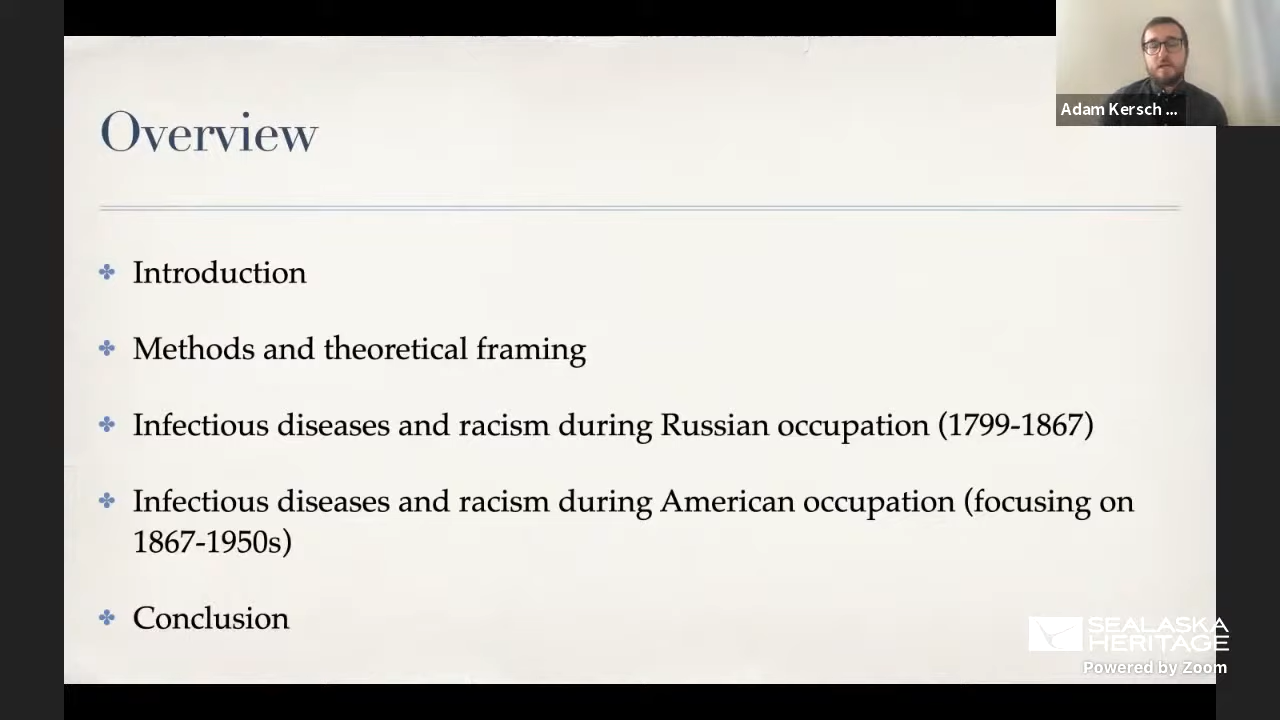 Adam Kersch ...
Overview
✤ Introduction
✤ Methods and theoretical framing
✤ Infectious diseases and racism during Russian occupation (1799-1867)
✤ Infectious diseases and racism during American occupation (focusing on
1867-1950s)
✤ Conclusion
SEALASKA
HERITAGE
Powered by Zoom